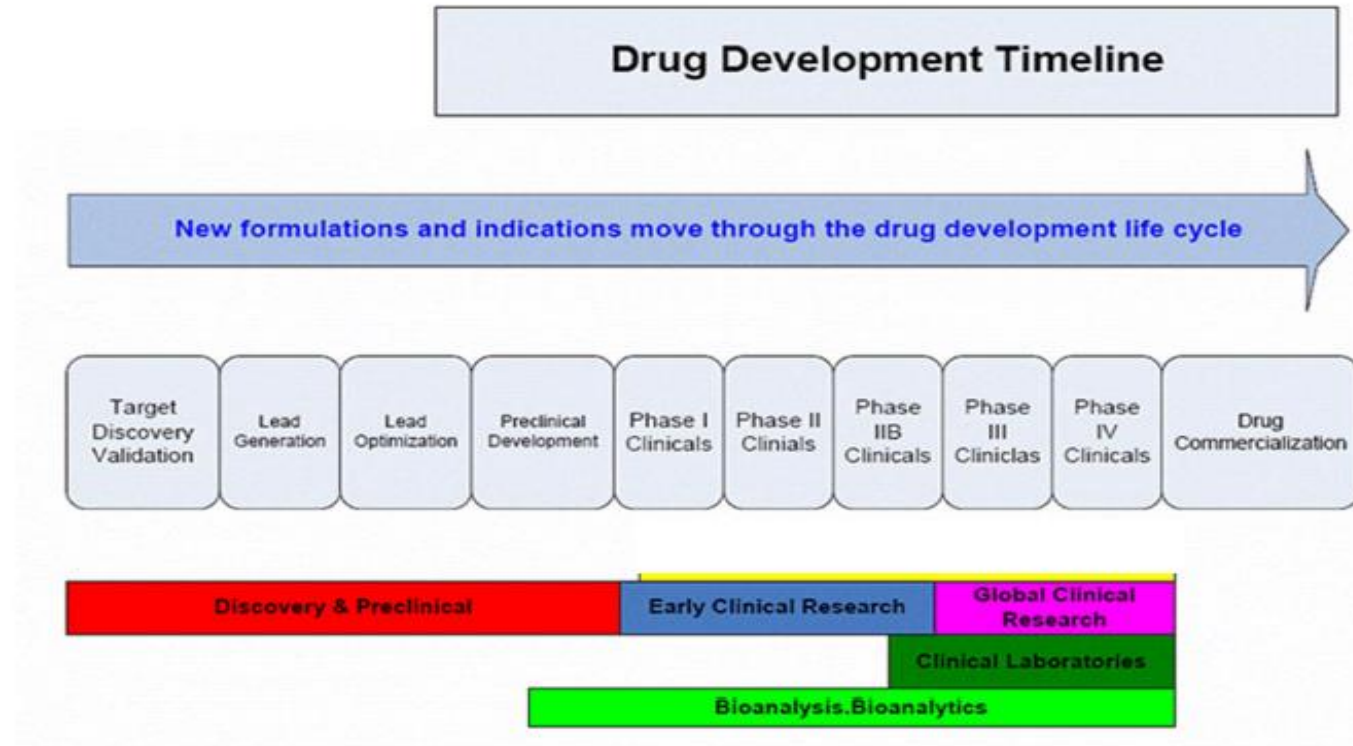 Drug Development Timeline
New formulations and indications move through the drug development life cycle
Target
Discovery
Validation
Lead
Generation
Lead
Optimization
Preclinical
Development
Phase I
Clinicals
Phase II
Clinials
Phase
IIB
Clinicals
Phase
III
Cliniclas
Phase
IV
Clinicals
Drug
Commercialization
Discovery & Preclinical
Early Clinical Research
Global Clinical
Research
Clinical Laboratories
Bioanalysis.Bioanalytics